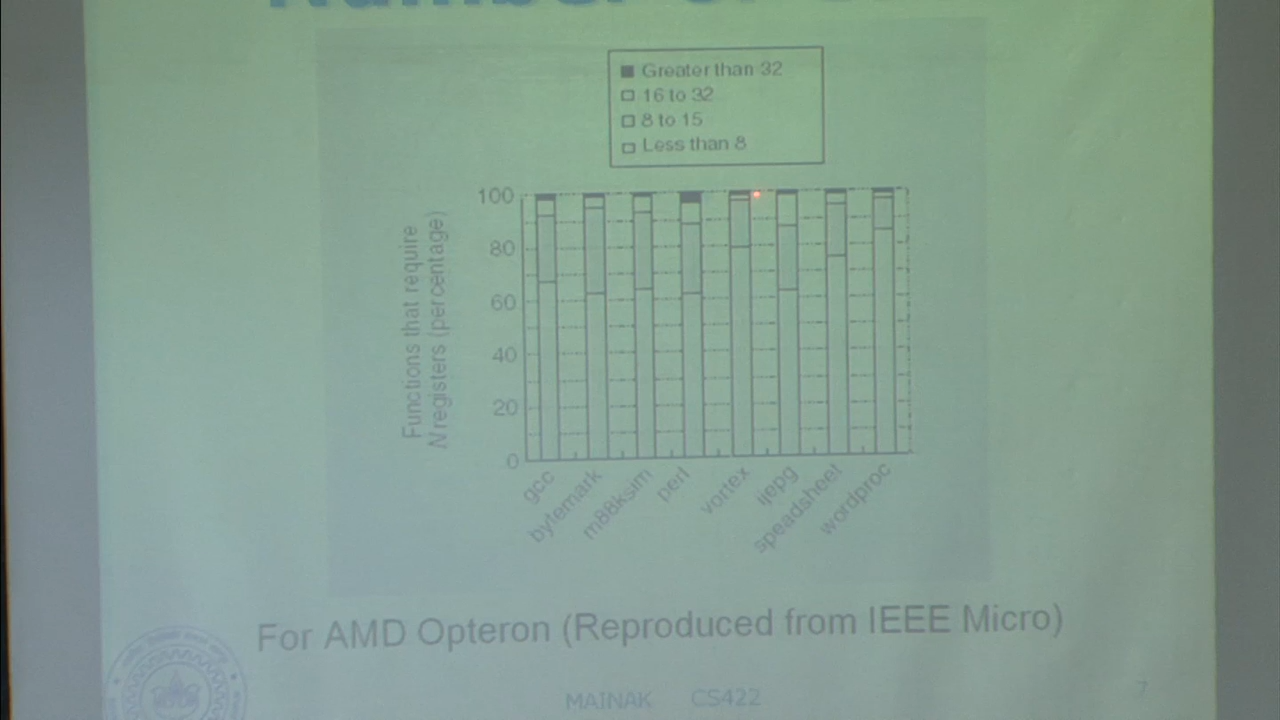 Number of
Greater than 32
16 to 32
8 to 15
Less than 8
Functions that require
N registers (percentage)
100
80
60
40
20
0
gcc
bytemark
m88ksim
perl
vortex
ijepg
speadsheet
wordproc
For AMD Opteron (Reproduced from IEEE Micro)
MAINAK CS422
7